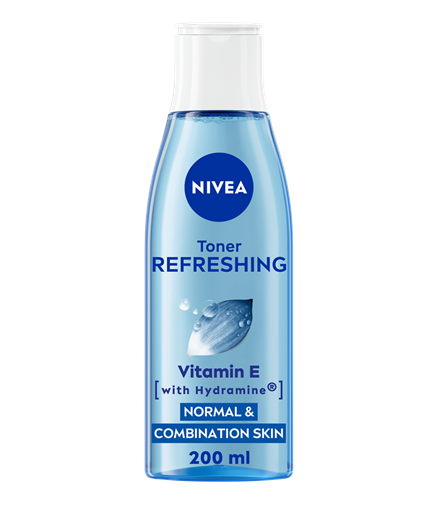 NIVEA
Toner
REFRESHING
Vitamin E
[with Hydramine®]
NORMAL &
COMBINATION SKIN
200 ml